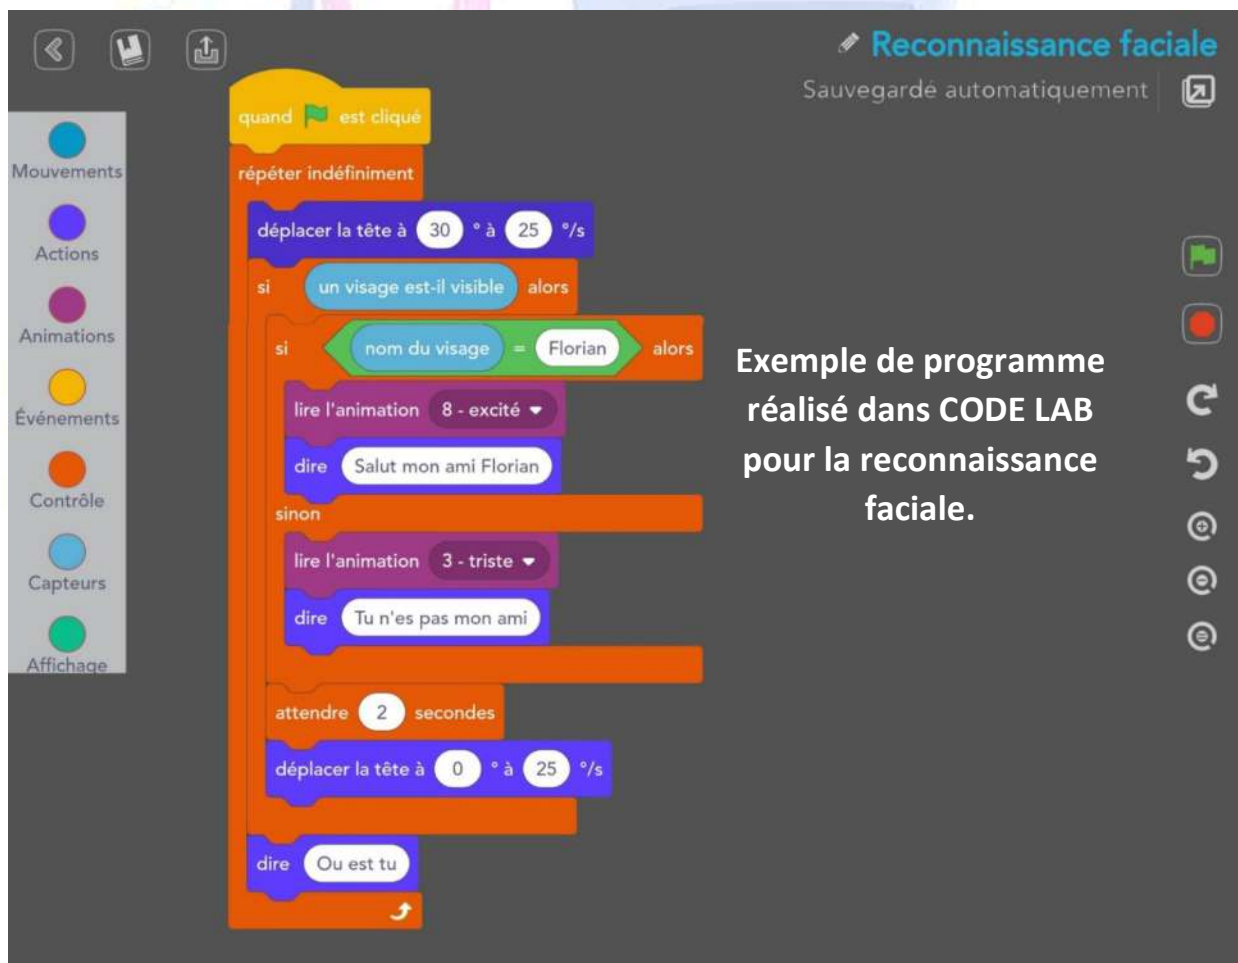 Reconnaissance faciale
Sauvegardé automatiquement
Mouvements
Actions
Animations
Événements
Contrôle
Capteurs
Affichage
quand est cliqué
répéter indéfiniment
déplacer la tête à 30 ° à 25 °/s
si un visage est-il visible alors
si nom du visage = Florian alors
lire l'animation 8 - excité
dire Salut mon ami Florian
sinon
lire l'animation 3 - triste
dire Tu n'es pas mon ami
attendre 2 secondes
déplacer la tête à 0 ° à 25 °/s
dire Ou est tu
Exemple de programme
réalisé dans CODE LAB
pour la reconnaissance
faciale.